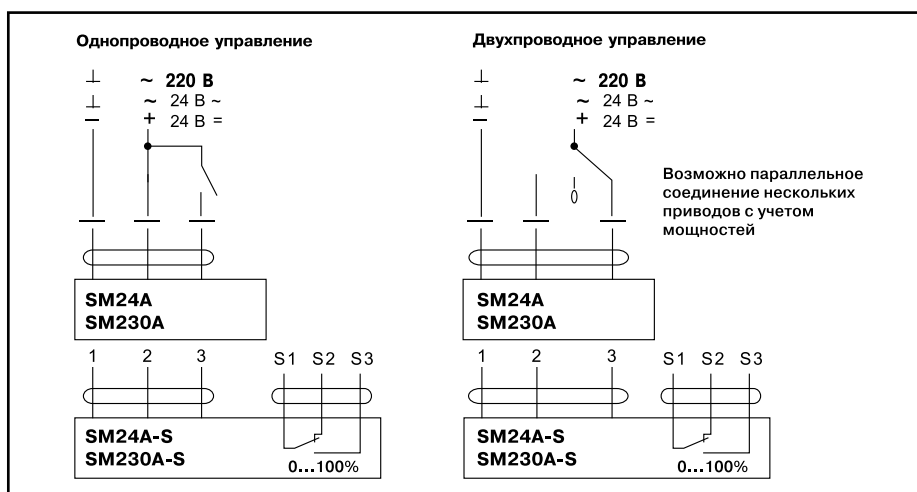 Однопроводное управление
~ 220 В
~ 24 В ~
– + 24 В =
SM24A
SM230A
1 2 3 S1 S2 S3
SM24A-S
SM230A-S
0...100%
Двухпроводное управление
~ 220 В
~ 24 В ~
– + 24 В =
0
Возможно параллельное
соединение нескольких
приводов с учетом
мощностей
SM24A
SM230A
1 2 3 S1 S2 S3
SM24A-S
SM230A-S
0...100%